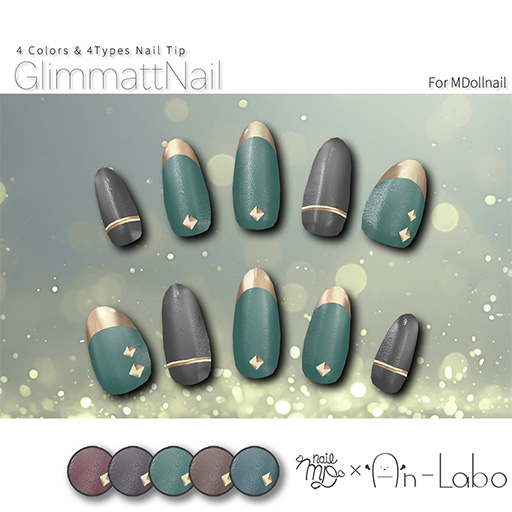 4 Colors & 4Types Nail Tip
GlimmattNail
For MDollnail
nail
MD × An-Labo